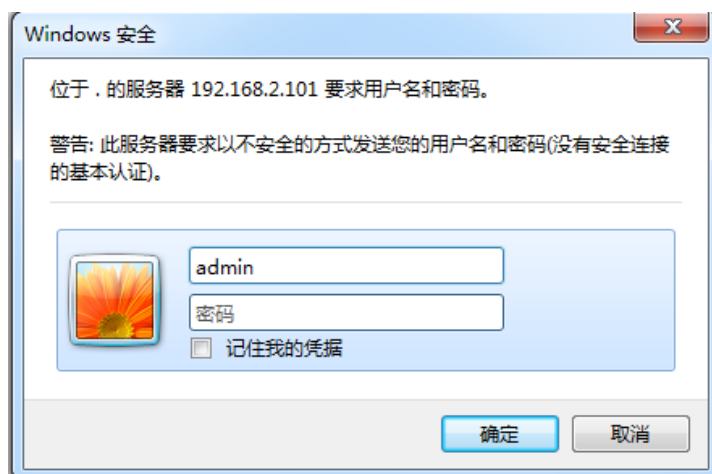 Windows 安全
位于 . 的服务器 192.168.2.101 要求用户名和密码。
警告: 此服务器要求以不安全的方式发送您的用户名和密码(没有安全连接
的基本认证)。
admin
密码
记住我的凭据
确定
取消